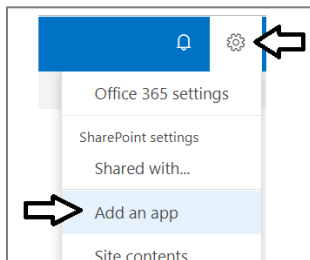 Office 365 settings
SharePoint settings
Shared with...
Add an app
Site contents